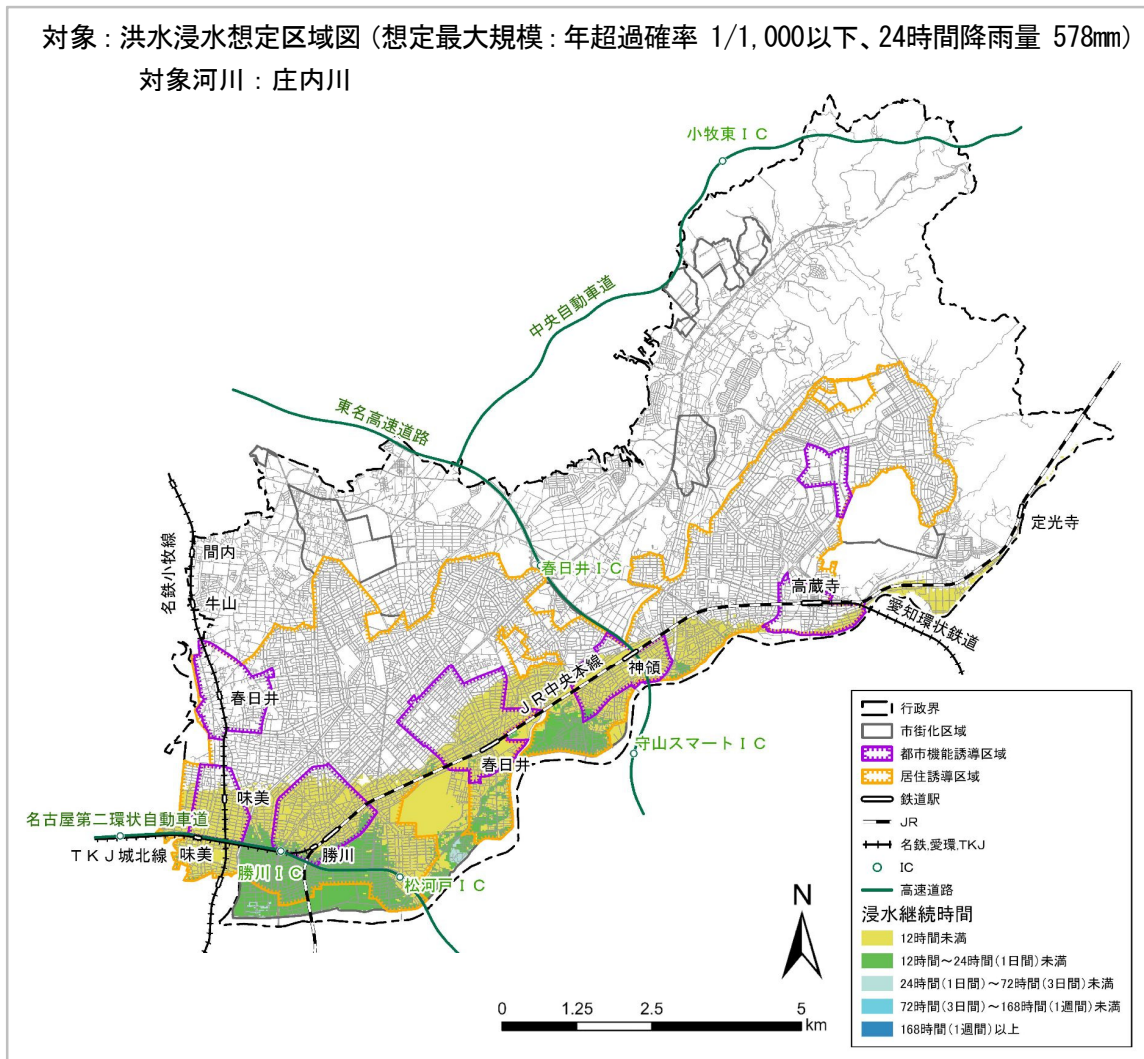 対象：洪水浸水想定区域図（想定最大規模：年超過確率 1/1,000以下、24時間降雨量 578mm）
対象河川：庄内川
小牧東ＩＣ
中央自動車道
東名高速道路
定光寺
間内
名鉄小牧線
春日井ＩＣ
高蔵寺
牛山
愛知環状鉄道
神領
ＪＲ中央本線
春日井
守山スマートＩＣ
春日井
味美
名古屋第二環状自動車道
ＴＫＪ城北線
味美
勝川
勝川ＩＣ
松河戸ＩＣ
行政界
市街化区域
都市機能誘導区域
居住誘導区域
鉄道駅
JR
名鉄,愛環,TKJ
IC
高速道路
浸水継続時間
12時間未満
12時間～24時間(1日間)未満
24時間(1日間)～72時間(3日間)未満
72時間(3日間)～168時間(1週間)未満
168時間(1週間)以上
N
0 1.25 2.5 5
km